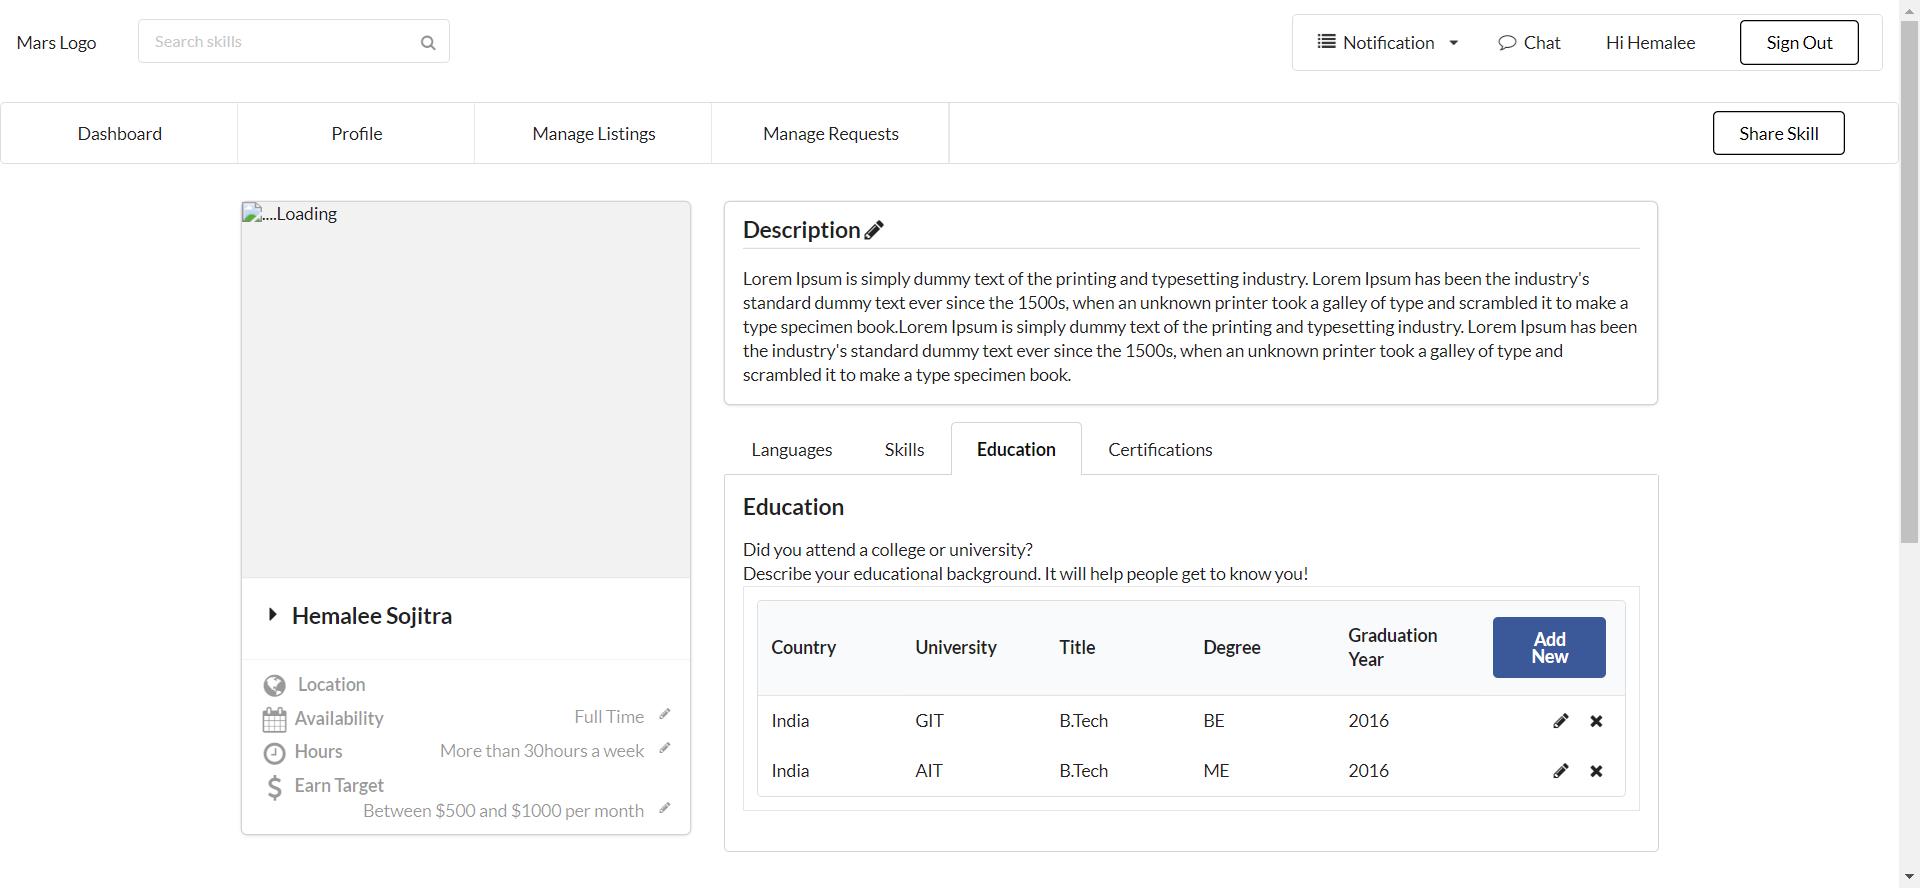 Mars Logo
Search skills
Notification
Chat
Hi Hemalee
Sign Out
Dashboard
Profile
Manage Listings
Manage Requests
Share Skill
....Loading
Hemalee Sojitra
Location
Availability
Full Time
Hours
More than 30hours a week
Earn Target
Between $500 and $1000 per month
Description
Lorem Ipsum is simply dummy text of the printing and typesetting industry. Lorem Ipsum has been the industry's
standard dummy text ever since the 1500s, when an unknown printer took a galley of type and scrambled it to make a
type specimen book.Lorem Ipsum is simply dummy text of the printing and typesetting industry. Lorem Ipsum has been
the industry's standard dummy text ever since the 1500s, when an unknown printer took a galley of type and
scrambled it to make a type specimen book.
Languages
Skills
Education
Certifications
Education
Did you attend a college or university?
Describe your educational background. It will help people get to know you!
Country University Title Degree Graduation Year Add New
India GIT B.Tech BE 2016
India AIT B.Tech ME 2016